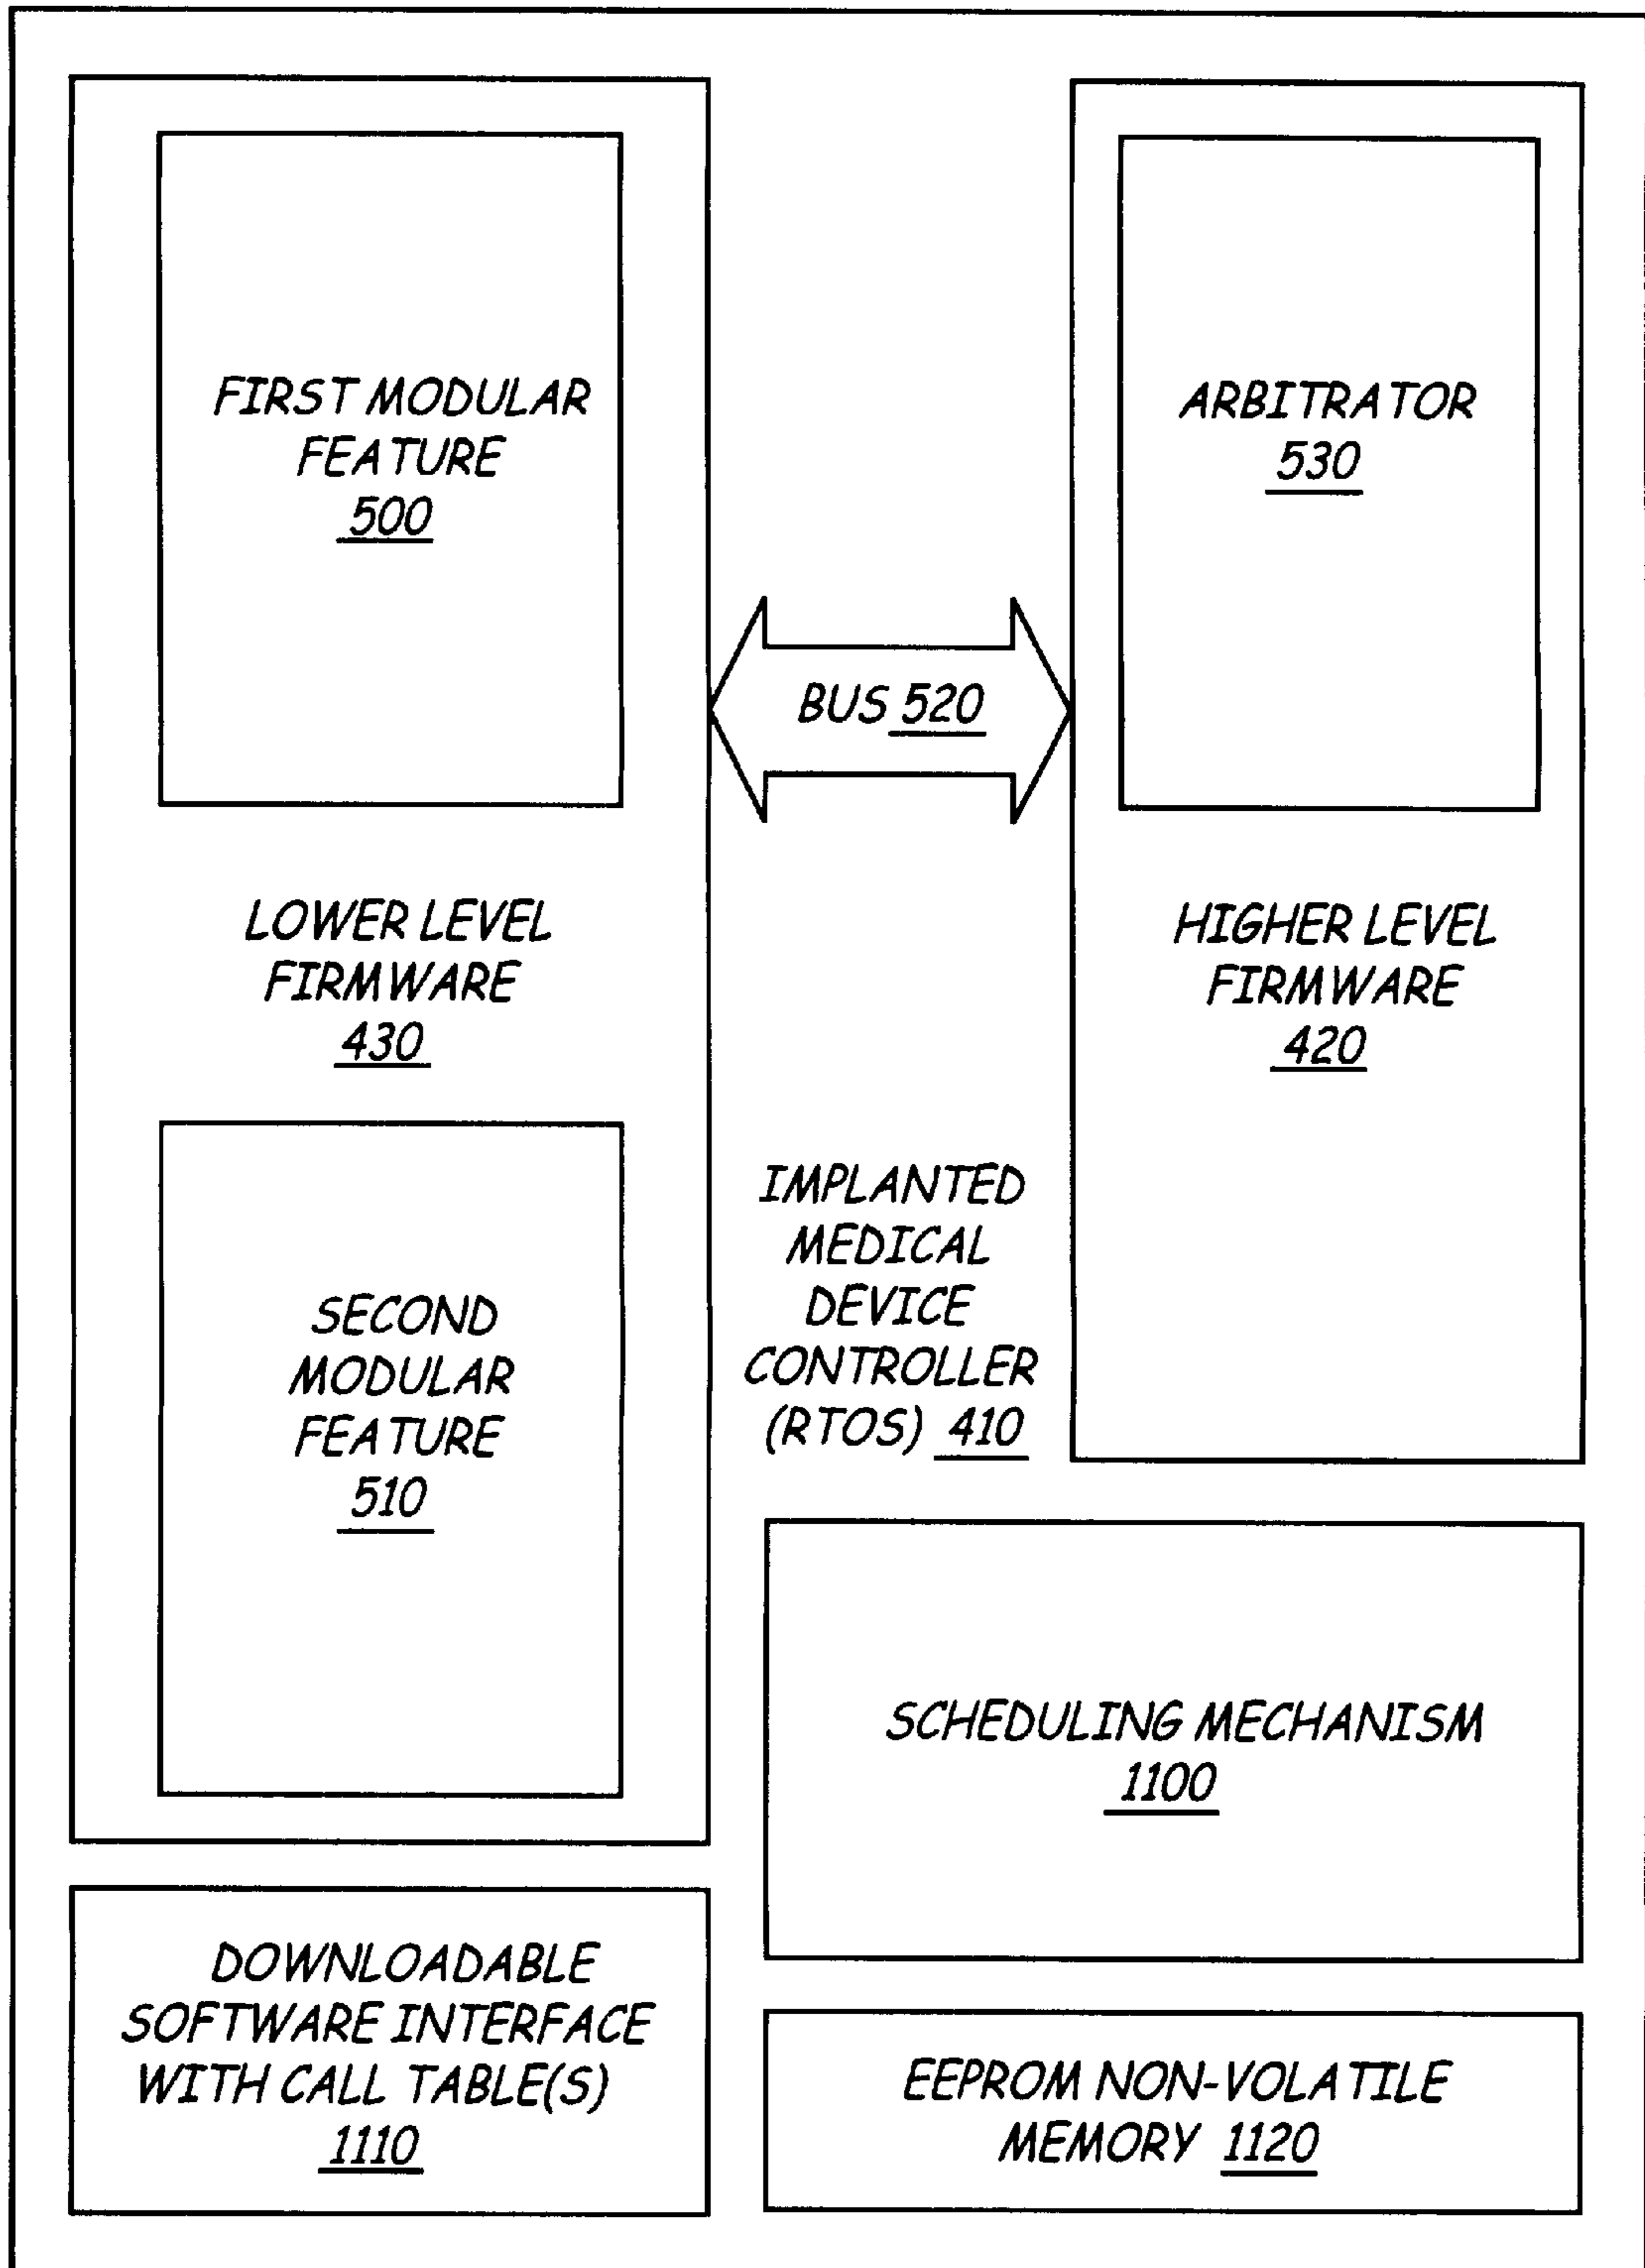 FIRST MODULAR
FEATURE
500
ARBITRATOR
530
BUS 520
LOWER LEVEL
FIRMWARE
430
HIGHER LEVEL
FIRMWARE
420
IMPLANTED
MEDICAL
DEVICE
CONTROLLER
(RTOS) 410
SECOND
MODULAR
FEATURE
510
SCHEDULING MECHANISM
1100
DOWNLOADABLE
SOFTWARE INTERFACE
WITH CALL TABLE(S)
1110
EEPROM NON-VOLATILE
MEMORY 1120